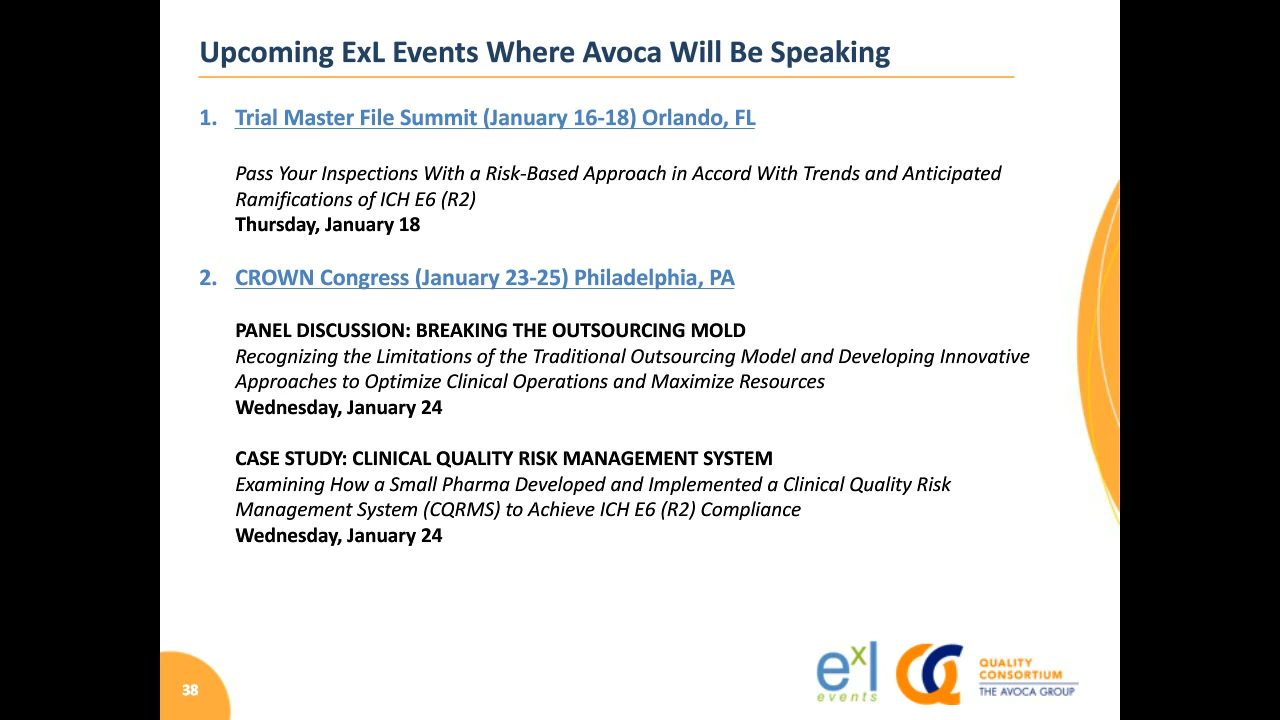 Upcoming ExL Events Where Avoca Will Be Speaking
1. Trial Master File Summit (January 16-18) Orlando, FL
Pass Your Inspections With a Risk-Based Approach in Accord With Trends and Anticipated
Ramifications of ICH E6 (R2)
Thursday, January 18
2. CROWN Congress (January 23-25) Philadelphia, PA
PANEL DISCUSSION: BREAKING THE OUTSOURCING MOLD
Recognizing the Limitations of the Traditional Outsourcing Model and Developing Innovative
Approaches to Optimize Clinical Operations and Maximize Resources
Wednesday, January 24
CASE STUDY: CLINICAL QUALITY RISK MANAGEMENT SYSTEM
Examining How a Small Pharma Developed and Implemented a Clinical Quality Risk
Management System (CQRMS) to Achieve ICH E6 (R2) Compliance
Wednesday, January 24
38
exl
events
CQ
QUALITY
CONSORTIUM
THE AVOCA GROUP